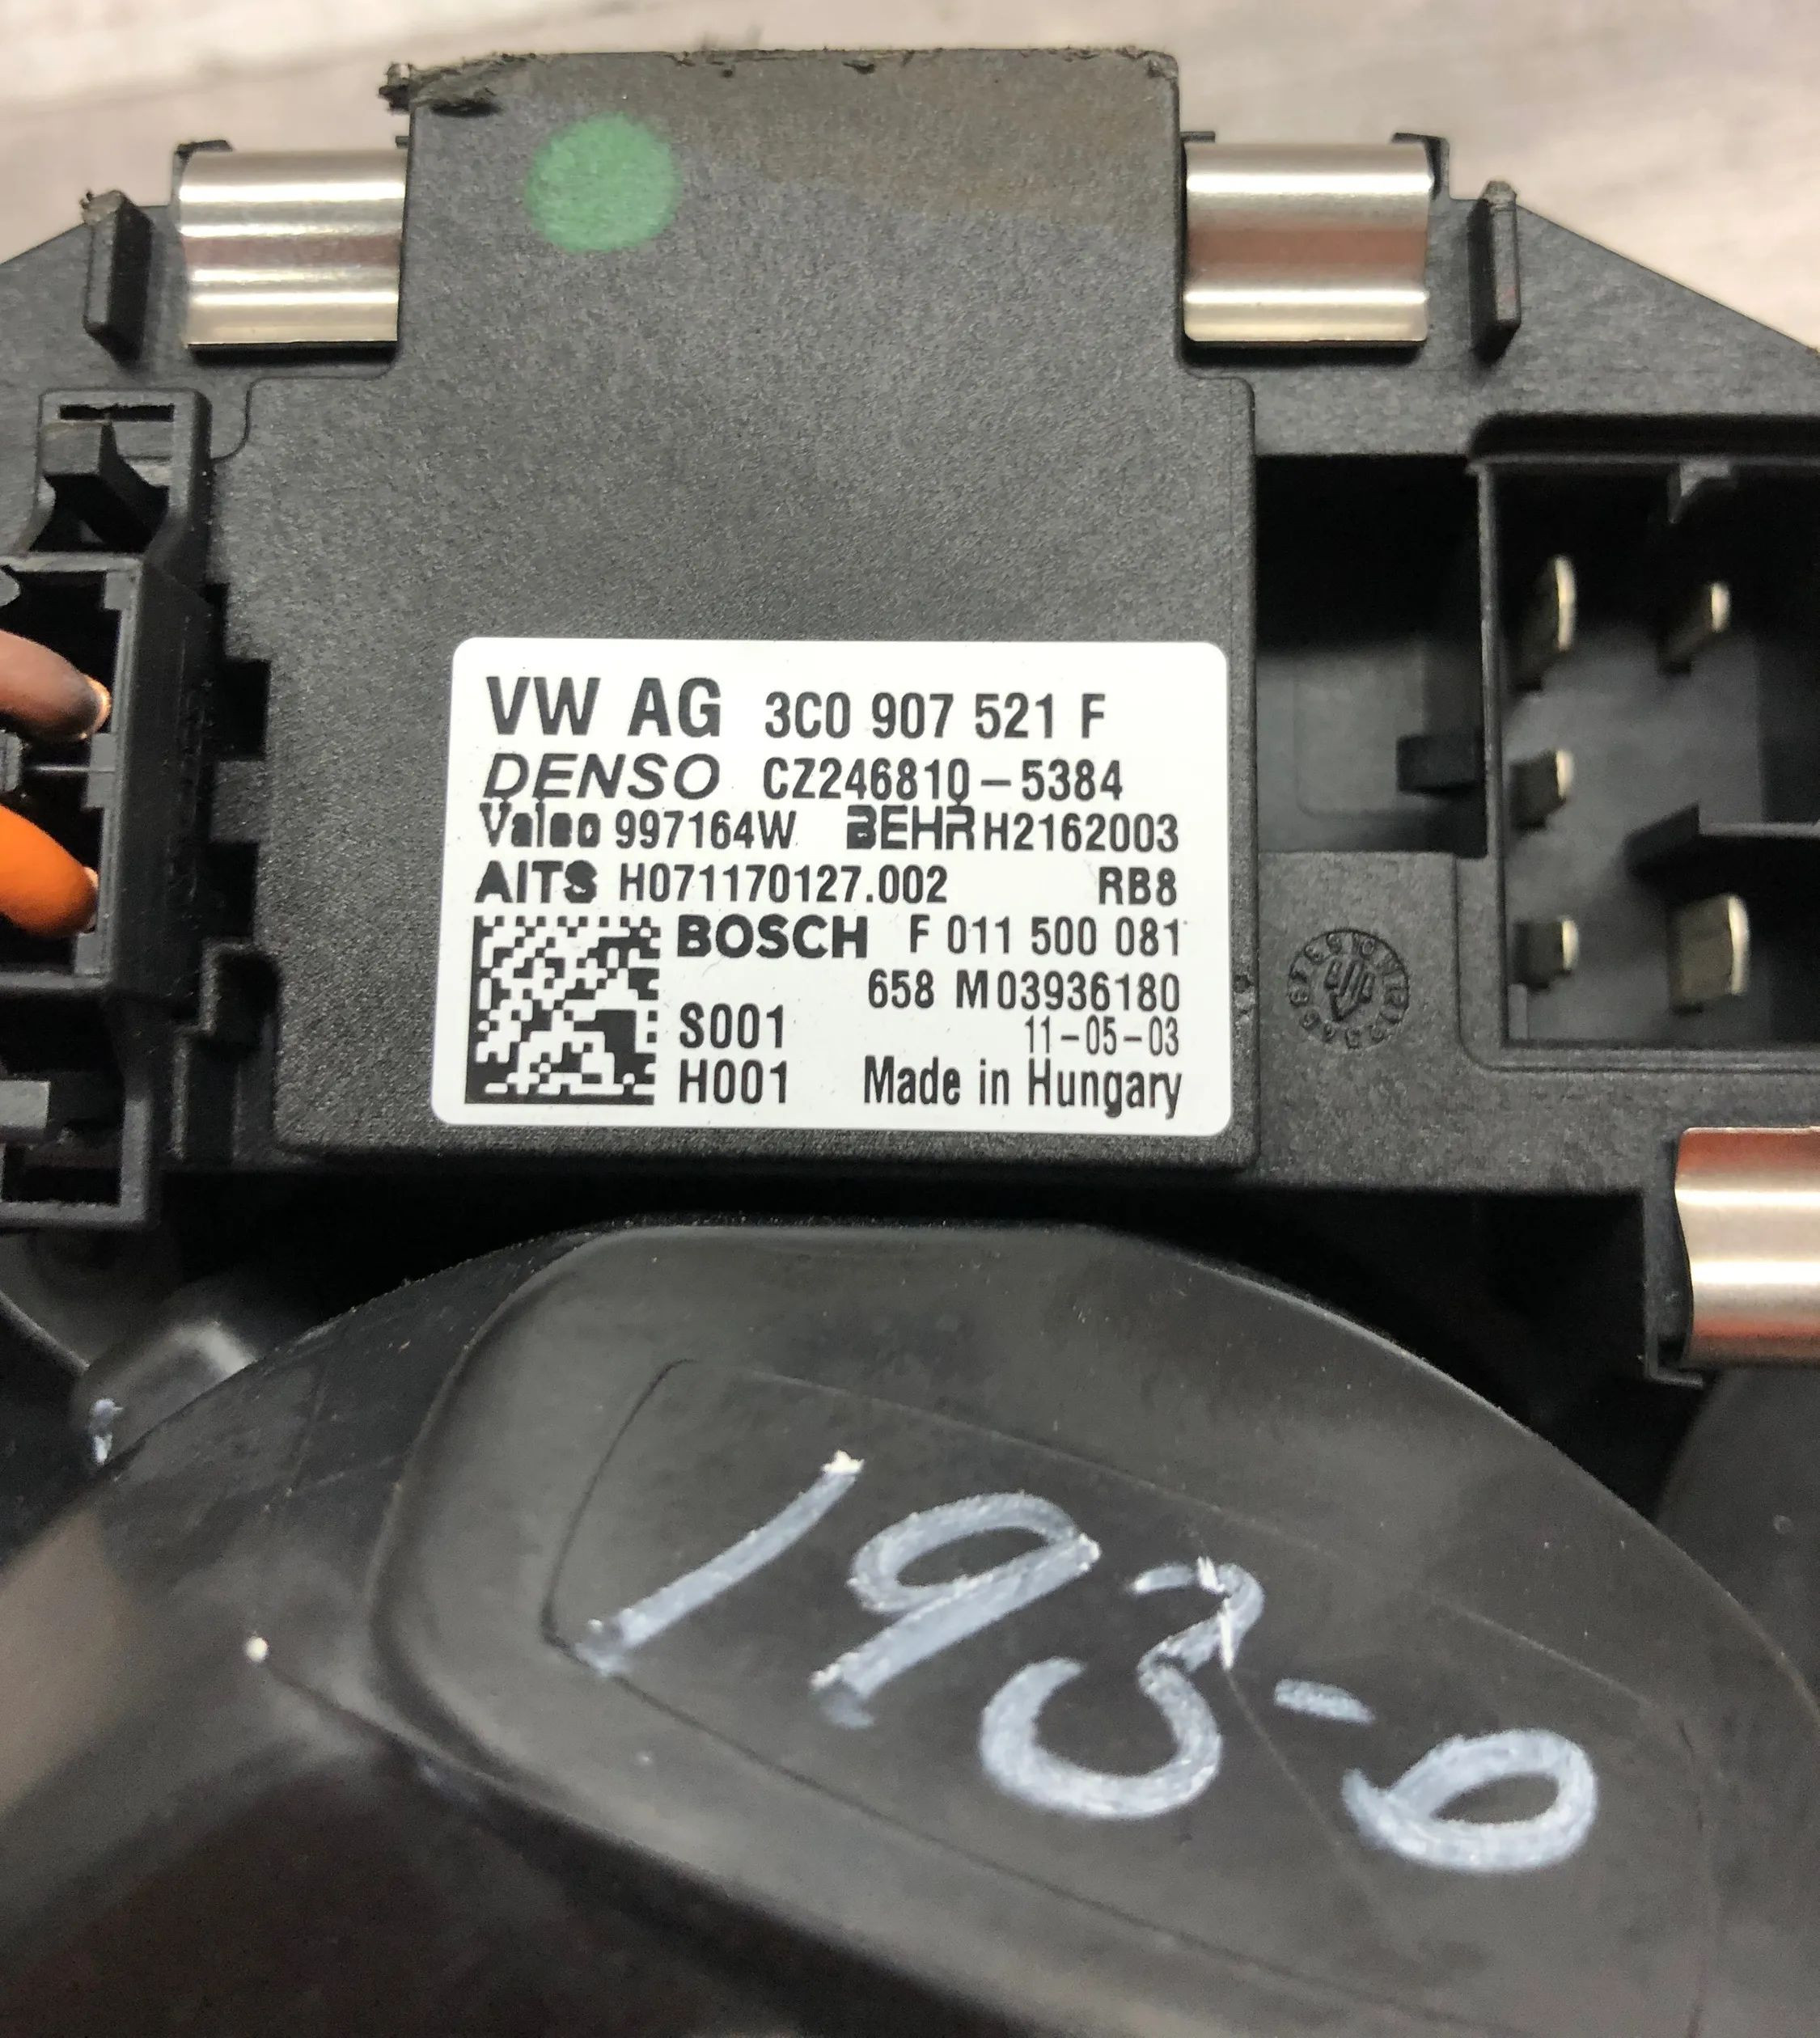 VW AG 3C0 907 521 F
DENSO CZ246810-5384
Valeo 997164W BEHR H2162003
AITS H071170127.002 RB8
BOSCH F 011 500 081
658 M03936180
S001 11-05-03
H001 Made in Hungary
193-0